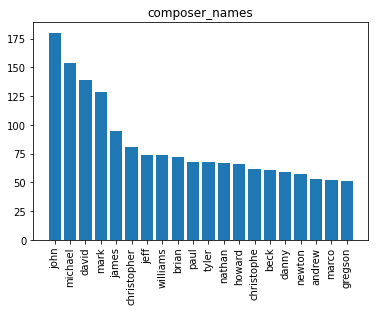 composer_names
175
150
125
100
75
50
25
0
john
michael
david
mark
james
christopher
jeff
williams
brian
paul
tyler
nathan
howard
christophe
beck
danny
newton
andrew
marco
gregson